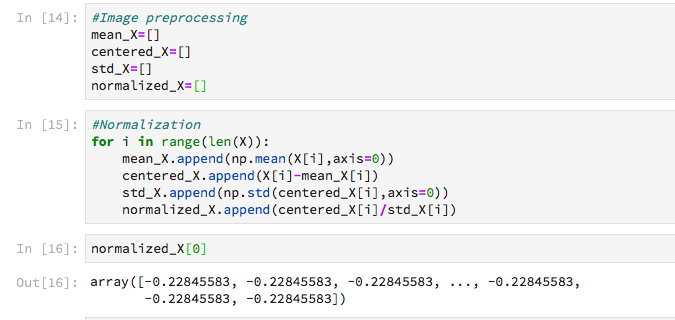 In [14]: #Image preprocessing
mean_X=[]
centered_X=[]
std_X=[]
normalized_X=[]
In [15]: #Normalization
for i in range(len(X)):
    mean_X.append(np.mean(X[i],axis=0))
    centered_X.append(X[i]-mean_X[i])
    std_X.append(np.std(centered_X[i],axis=0))
    normalized_X.append(centered_X[i]/std_X[i])
In [16]: normalized_X[0]
Out[16]: array([-0.22845583, -0.22845583, -0.22845583, ..., -0.22845583,
       -0.22845583, -0.22845583])